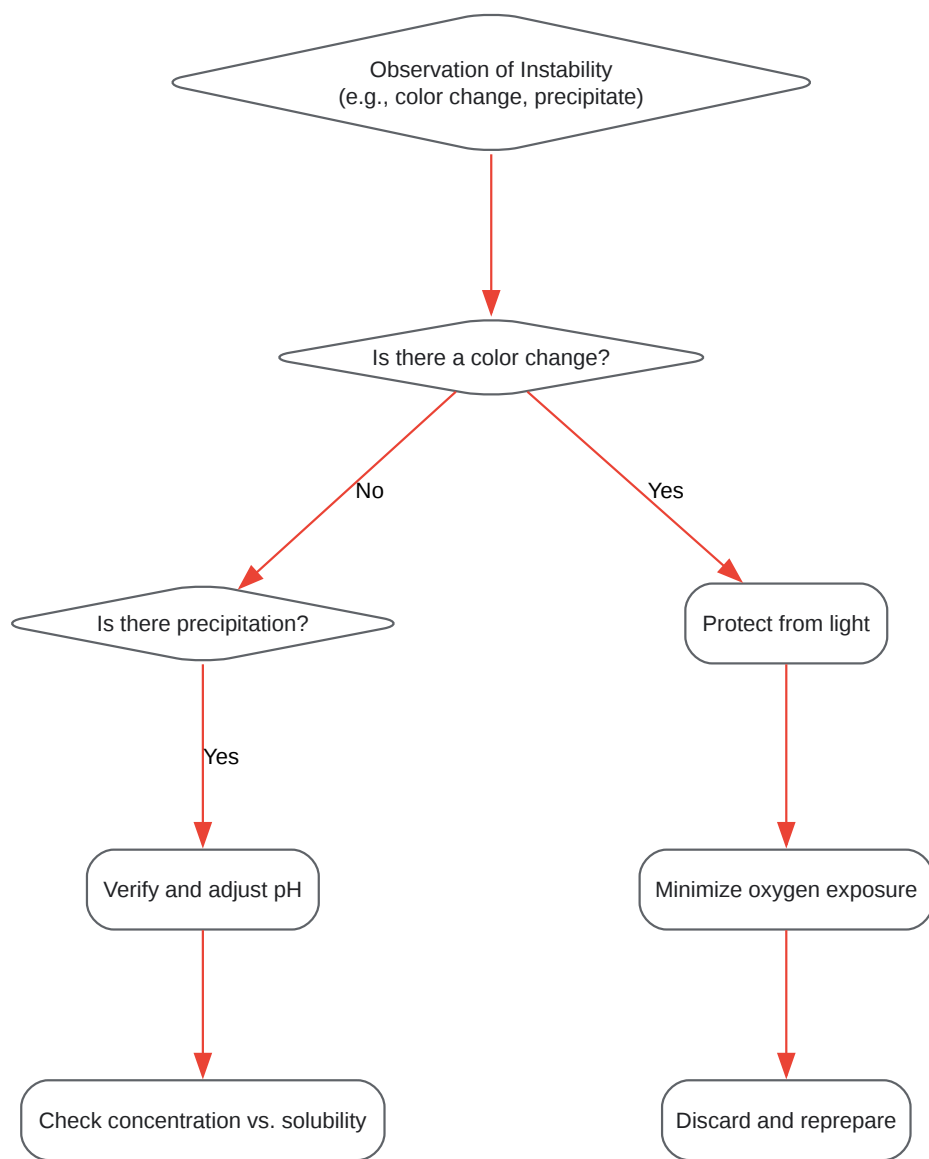 Observation of Instability
(e.g., color change, precipitate)
Is there a color change?
No
Yes
Is there precipitation?
Protect from light
Yes
Verify and adjust pH
Minimize oxygen exposure
Check concentration vs. solubility
Discard and reprepare